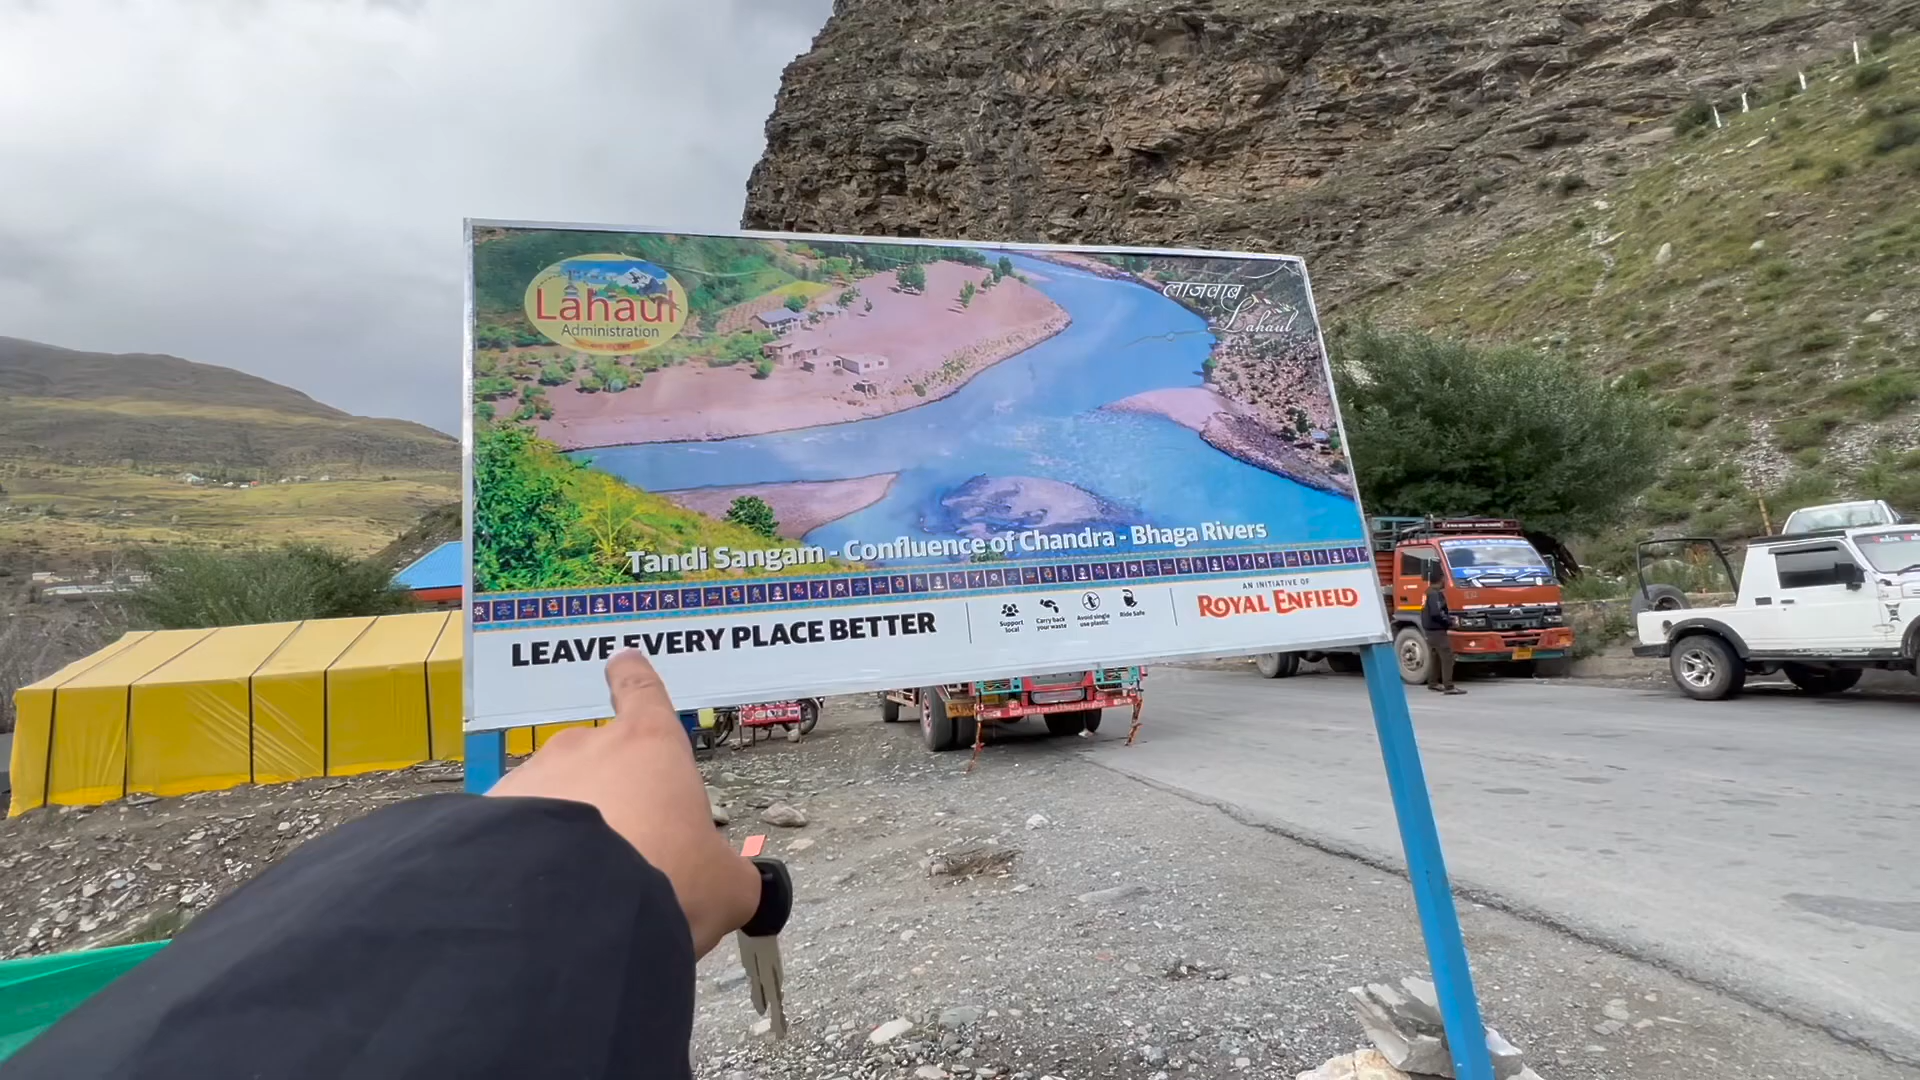 Lahaul
Administration
लाजवाब
Lahaul
Tandi Sangam - Confluence of Chandra - Bhaga Rivers
LEAVE EVERY PLACE BETTER
Support
local
Carry back
your waste
Avoid single
use plastic
Ride Safe
AN INITIATIVE OF
ROYAL ENFIELD